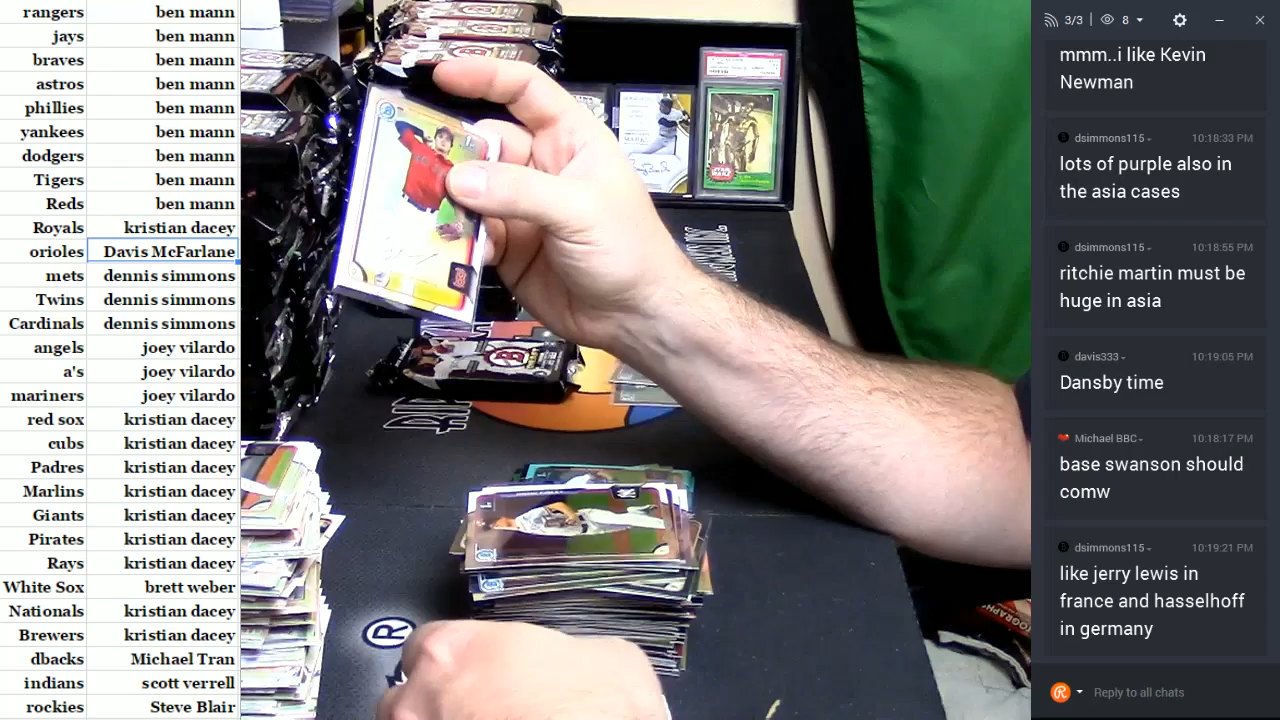 rangers ben mann
jays ben mann
braves ben mann
astros ben mann
phillies ben mann
yankees ben mann
dodgers ben mann
Tigers ben mann
Reds ben mann
Royals kristian dacey
orioles Davis McFarlane
mets dennis simmons
Twins dennis simmons
Cardinals dennis simmons
angels joey vilardo
a's joey vilardo
mariners joey vilardo
red sox kristian dacey
cubs kristian dacey
Padres kristian dacey
Marlins kristian dacey
Giants kristian dacey
Pirates kristian dacey
Rays kristian dacey
White Sox brett weber
Nationals kristian dacey
Brewers kristian dacey
dbacks Michael Tran
indians scott verrell
rockies Steve Blair
STAR
WARS
B
®
3/3 8
mmm..i like Kevin
Newman
dsimmons115 10:18:33 PM
lots of purple also in
the asia cases
dsimmons115 10:18:55 PM
ritchie martin must be
huge in asia
davis333 10:19:05 PM
Dansby time
Michael BBC 10:18:17 PM
base swanson should
comw
dsimmons115 10:19:21 PM
like jerry lewis in
france and hasselhoff
in germany
Reply to all chats